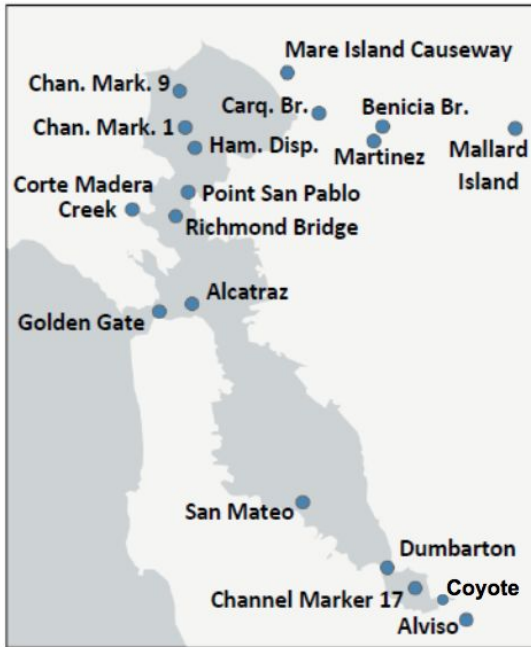 Mare Island Causeway
Chan. Mark. 9
Carq. Br.
Benicia Br.
Chan. Mark. 1
Ham. Disp.
Martinez
Mallard
Island
Corte Madera
Creek
Point San Pablo
Richmond Bridge
Alcatraz
Golden Gate
San Mateo
Dumbarton
Channel Marker 17
Coyote
Alviso